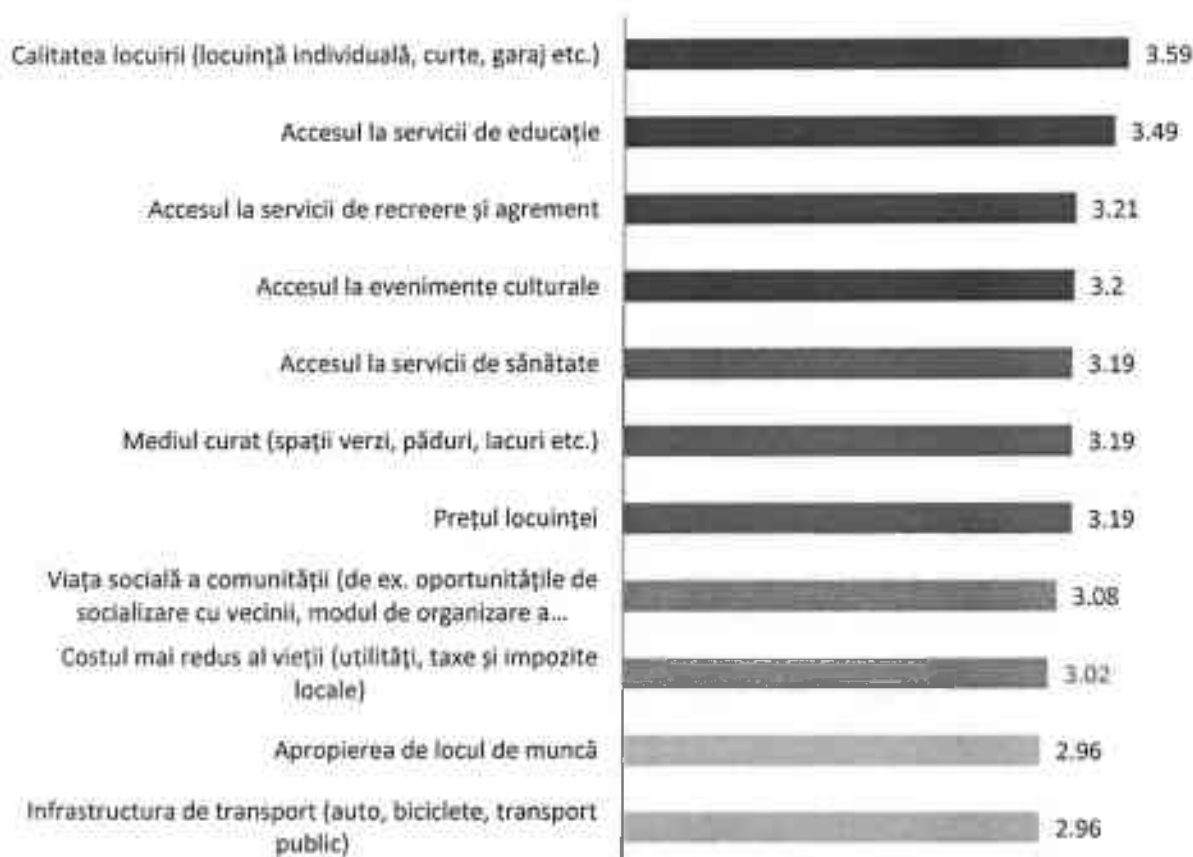 Calitatea locuirii (locuință individuală, curte, garaj etc.) 3.59
Accesul la servicii de educație 3.49
Accesul la servicii de recreere și agrement 3.21
Accesul la evenimente culturale 3.2
Accesul la servicii de sănătate 3.19
Mediul curat (spații verzi, păduri, lacuri etc.) 3.19
Prețul locuinței 3.19
Viața socială a comunității (de ex. oportunitățile de
socializare cu vecinii, modul de organizare a... 3.08
Costul mai redus al vieții (utilități, taxe și impozite
locale) 3.02
Apropierea de locul de muncă 2.96
Infrastructura de transport (auto, biciclete, transport
public) 2.96